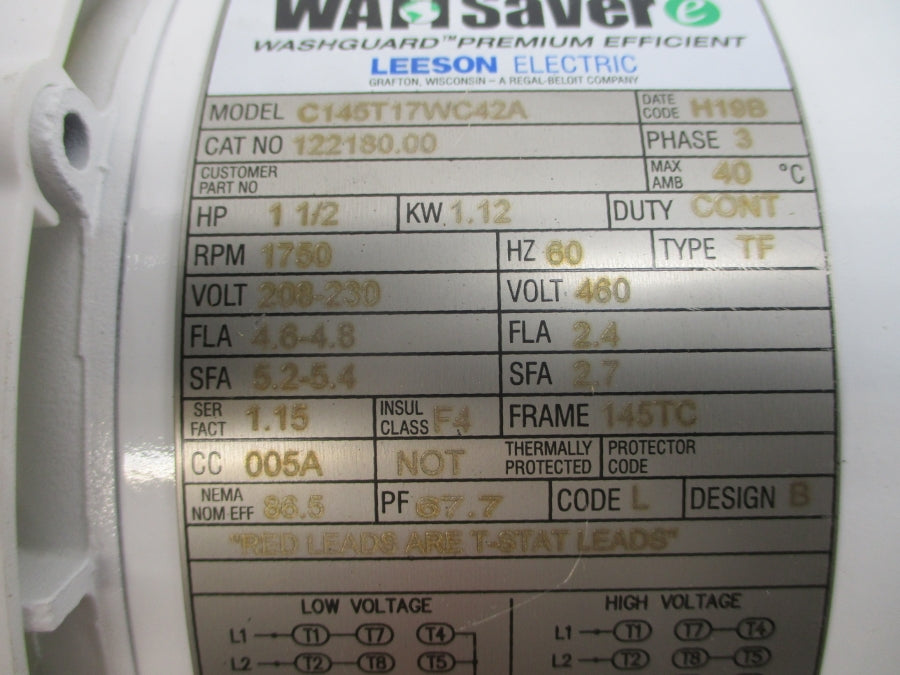 WATTSaver e
WASHGUARD™ PREMIUM EFFICIENT
LEESON ELECTRIC
GRAFTON, WISCONSIN – A REGAL-BELOIT COMPANY
MODEL C145T17WC42A DATE CODE H19B
CAT NO 122180.00 PHASE 3
CUSTOMER PART NO MAX AMB 40 °C
HP 1 1/2 KW 1.12 DUTY CONT
RPM 1750 HZ 60 TYPE TF
VOLT 208-230 VOLT 460
FLA 4.6-4.8 FLA 2.4
SFA 5.2-5.4 SFA 2.7
SER FACT 1.15 INSUL CLASS F4 FRAME 145TC
CC 005A NOT THERMALLY PROTECTED PROTECTOR CODE
NEMA NOM EFF 86.5 PF 67.7 CODE L DESIGN B
"RED LEADS ARE T-STAT LEADS"
LOW VOLTAGE HIGH VOLTAGE
L1 T1 T7 T4 L1 T1 T7 T4
L2 T2 T8 T5 L2 T2 T8 T5